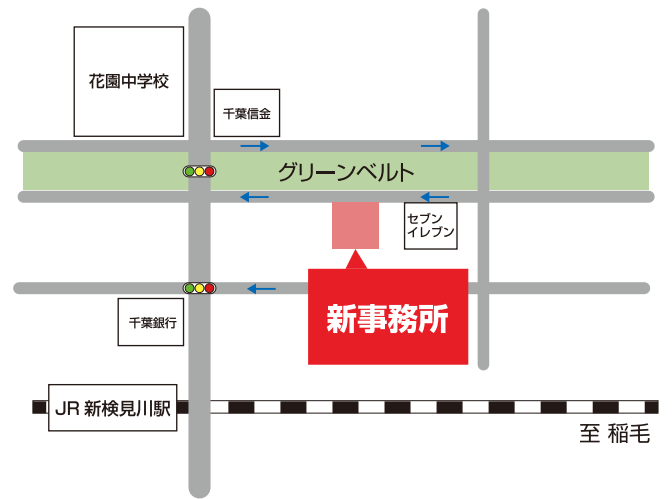 花園中学校
千葉信金
グリーンベルト
セブン
イレブン
新事務所
千葉銀行
JR 新検見川駅
至 稲毛